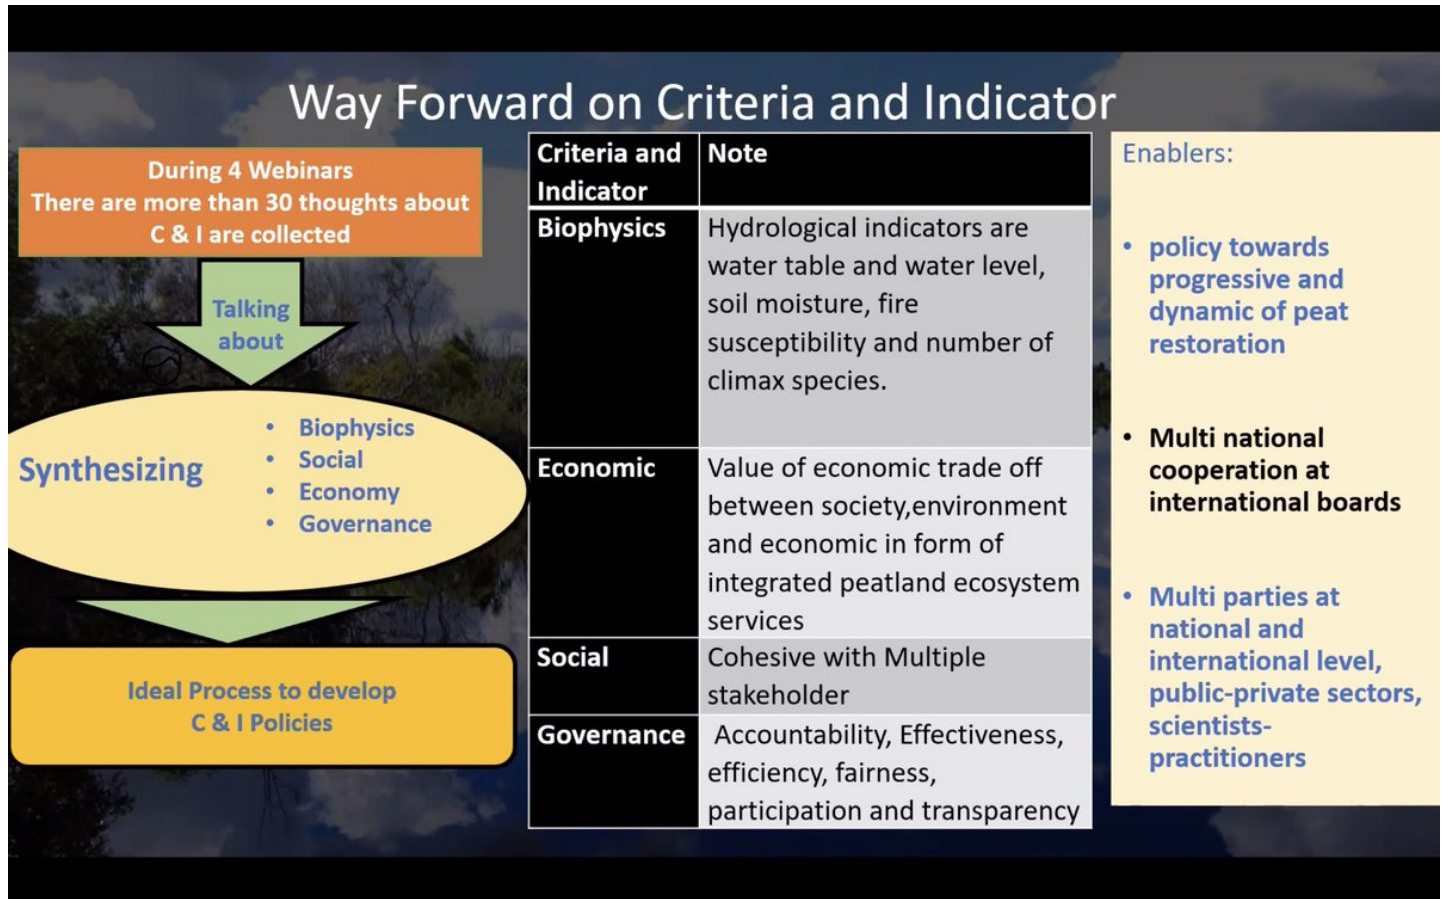 Way Forward on Criteria and Indicator
During 4 Webinars
There are more than 30 thoughts about
C & I are collected
Talking
about
Synthesizing
• Biophysics
• Social
• Economy
• Governance
Ideal Process to develop
C & I Policies
Criteria and
Indicator
Note
Biophysics
Hydrological indicators are
water table and water level,
soil moisture, fire
susceptibility and number of
climax species.
Economic
Value of economic trade off
between society,environment
and economic in form of
integrated peatland ecosystem
services
Social
Cohesive with Multiple
stakeholder
Governance
Accountability, Effectiveness,
efficiency, fairness,
participation and transparency
Enablers:
• policy towards
progressive and
dynamic of peat
restoration
• Multi national
cooperation at
international boards
• Multi parties at
national and
international level,
public-private sectors,
scientists-
practitioners